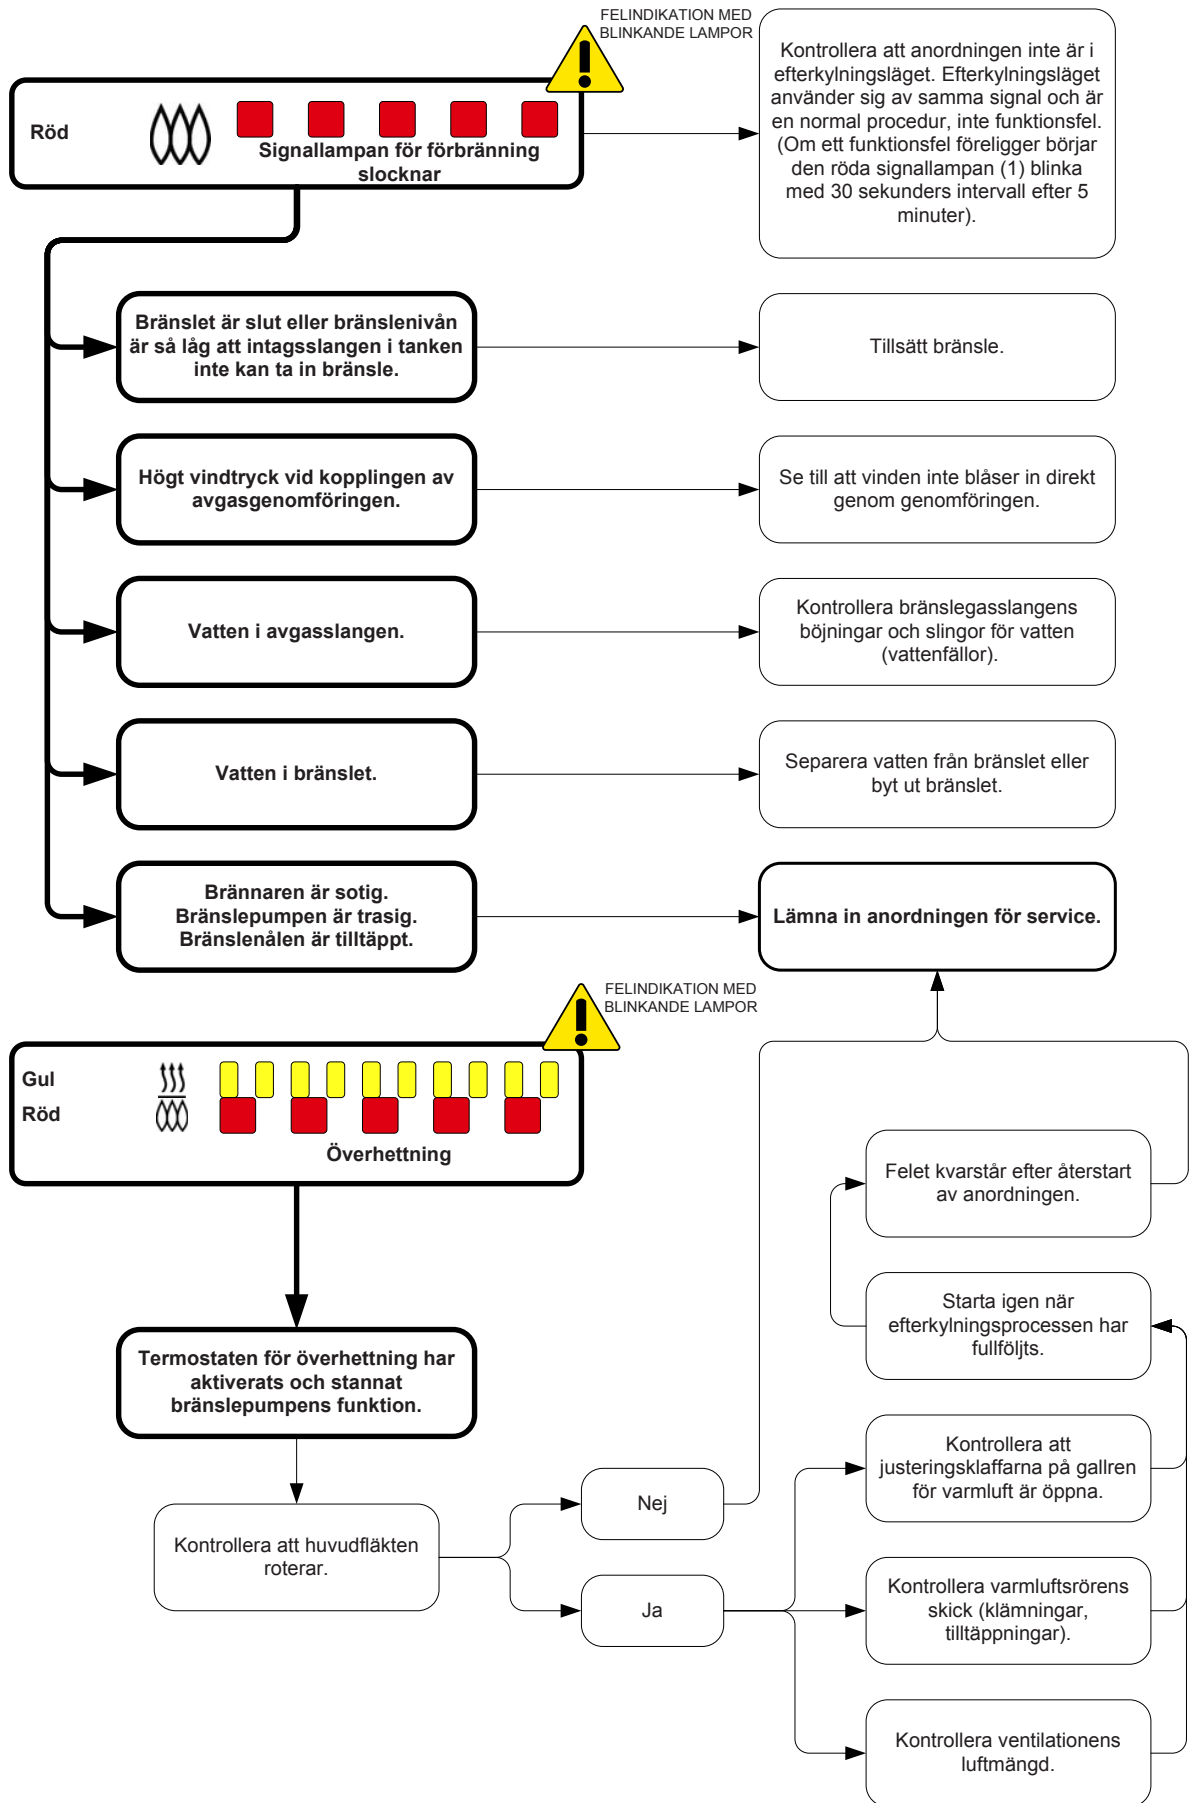 FELINDIKATION MED
BLINKANDE LAMPOR
Röd
Signallampan för förbränning
slocknar
Kontrollera att anordningen inte är i
efterkylningsläget. Efterkylningsläget
använder sig av samma signal och är
en normal procedur, inte funktionsfel.
(Om ett funktionsfel föreligger börjar
den röda signallampan (1) blinka
med 30 sekunders intervall efter 5
minuter).
Bränslet är slut eller bränslenivån
är så låg att intagsslangen i tanken
inte kan ta in bränsle.
Tillsätt bränsle.
Högt vindtryck vid kopplingen av
avgasgenomföringen.
Se till att vinden inte blåser in direkt
genom genomföringen.
Vatten i avgasslangen.
Kontrollera bränslegasslangens
böjningar och slingor för vatten
(vattenfällor).
Vatten i bränslet.
Separera vatten från bränslet eller
byt ut bränslet.
Brännaren är sotig.
Bränslepumpen är trasig.
Bränslenålen är tilltäppt.
Lämna in anordningen för service.
FELINDIKATION MED
BLINKANDE LAMPOR
Gul
Röd
Överhettning
Termostaten för överhettning har
aktiverats och stannat
bränslepumpens funktion.
Kontrollera att huvudfläkten
roterar.
Nej
Ja
Felet kvarstår efter återstart
av anordningen.
Starta igen när
efterkylningsprocessen har
fullföljts.
Kontrollera att
justeringsklaffarna på gallren
för varmluft är öppna.
Kontrollera varmluftsrörens
skick (klämningar,
tilltäppningar).
Kontrollera ventilationens
luftmängd.